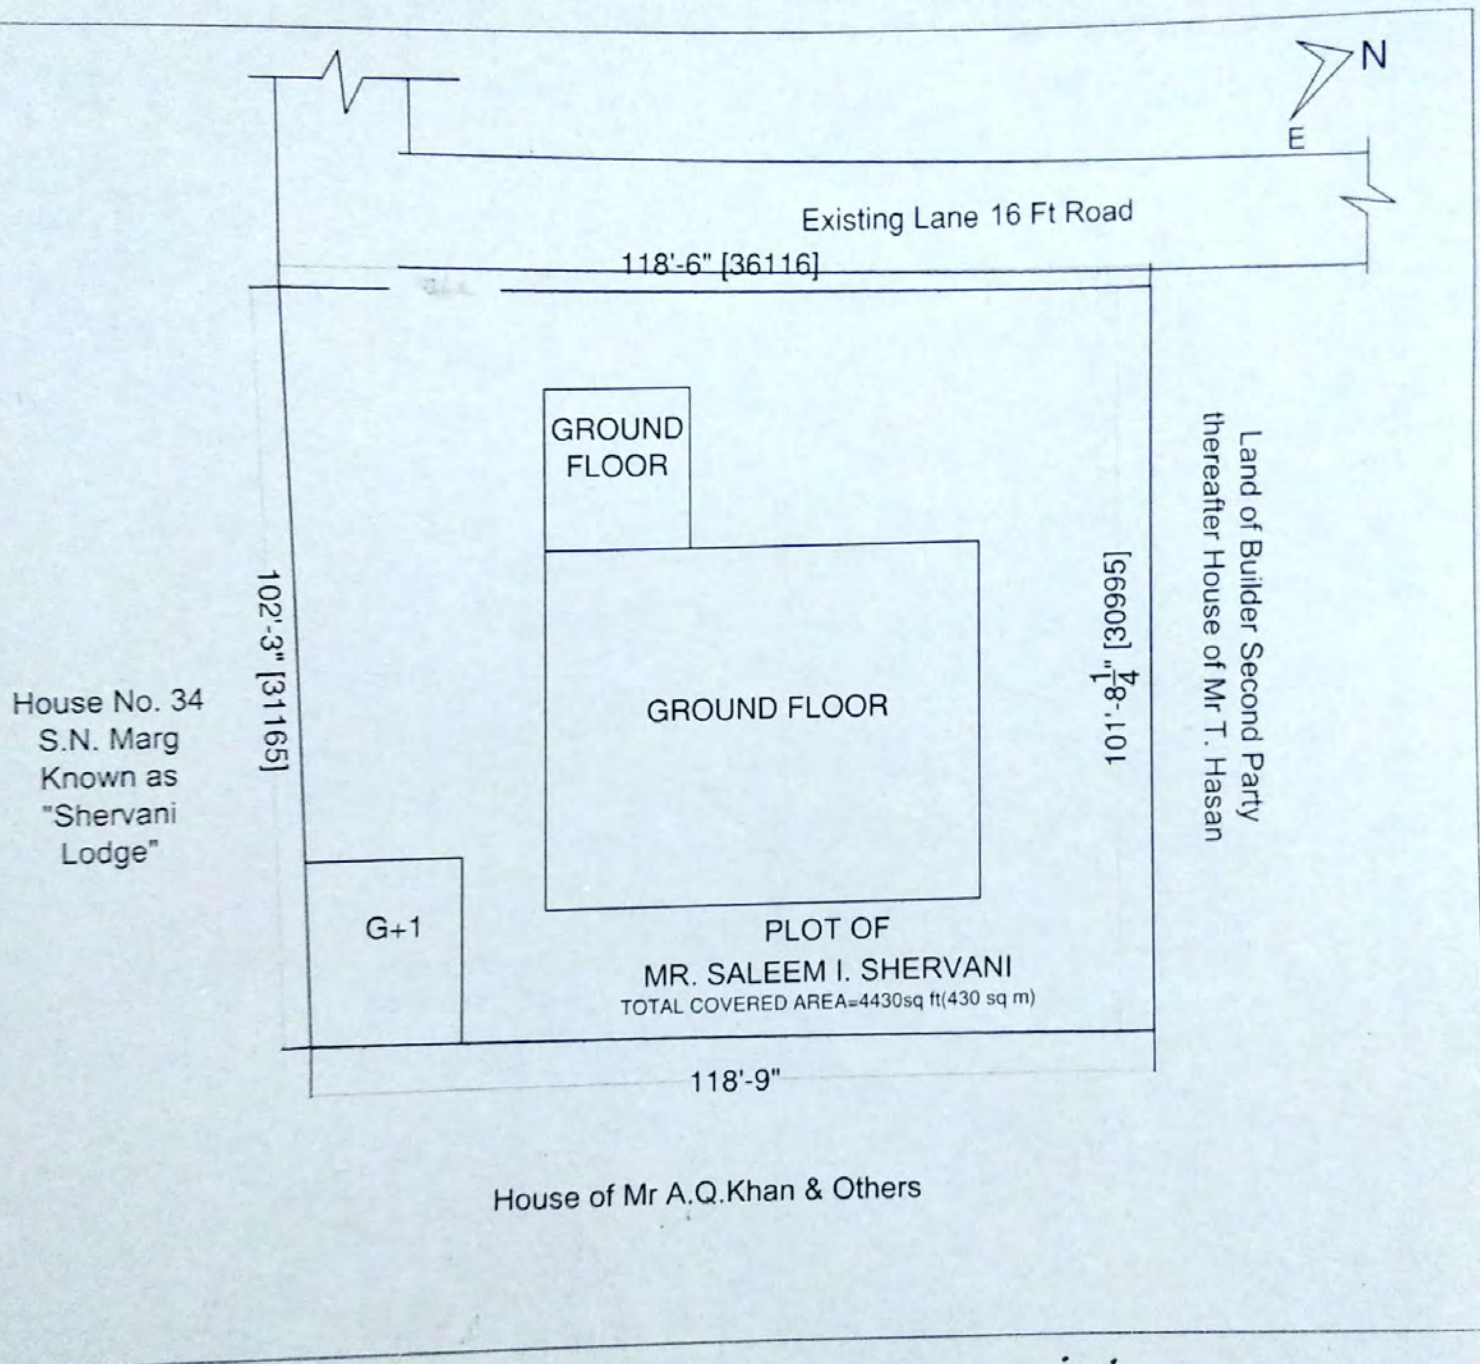 N
E
Existing Lane 16 Ft Road
118'-6" [36116]
GROUND
FLOOR
GROUND FLOOR
102'-3" [31165]
101'-8 1/4" [30995]
Land of Builder Second Party
thereafter House of Mr T. Hasan
House No. 34
S.N. Marg
Known as
"Shervani
Lodge"
G+1
PLOT OF
MR. SALEEM I. SHERVANI
TOTAL COVERED AREA=4430sq ft(430 sq m)
118'-9"
House of Mr A.Q.Khan & Others